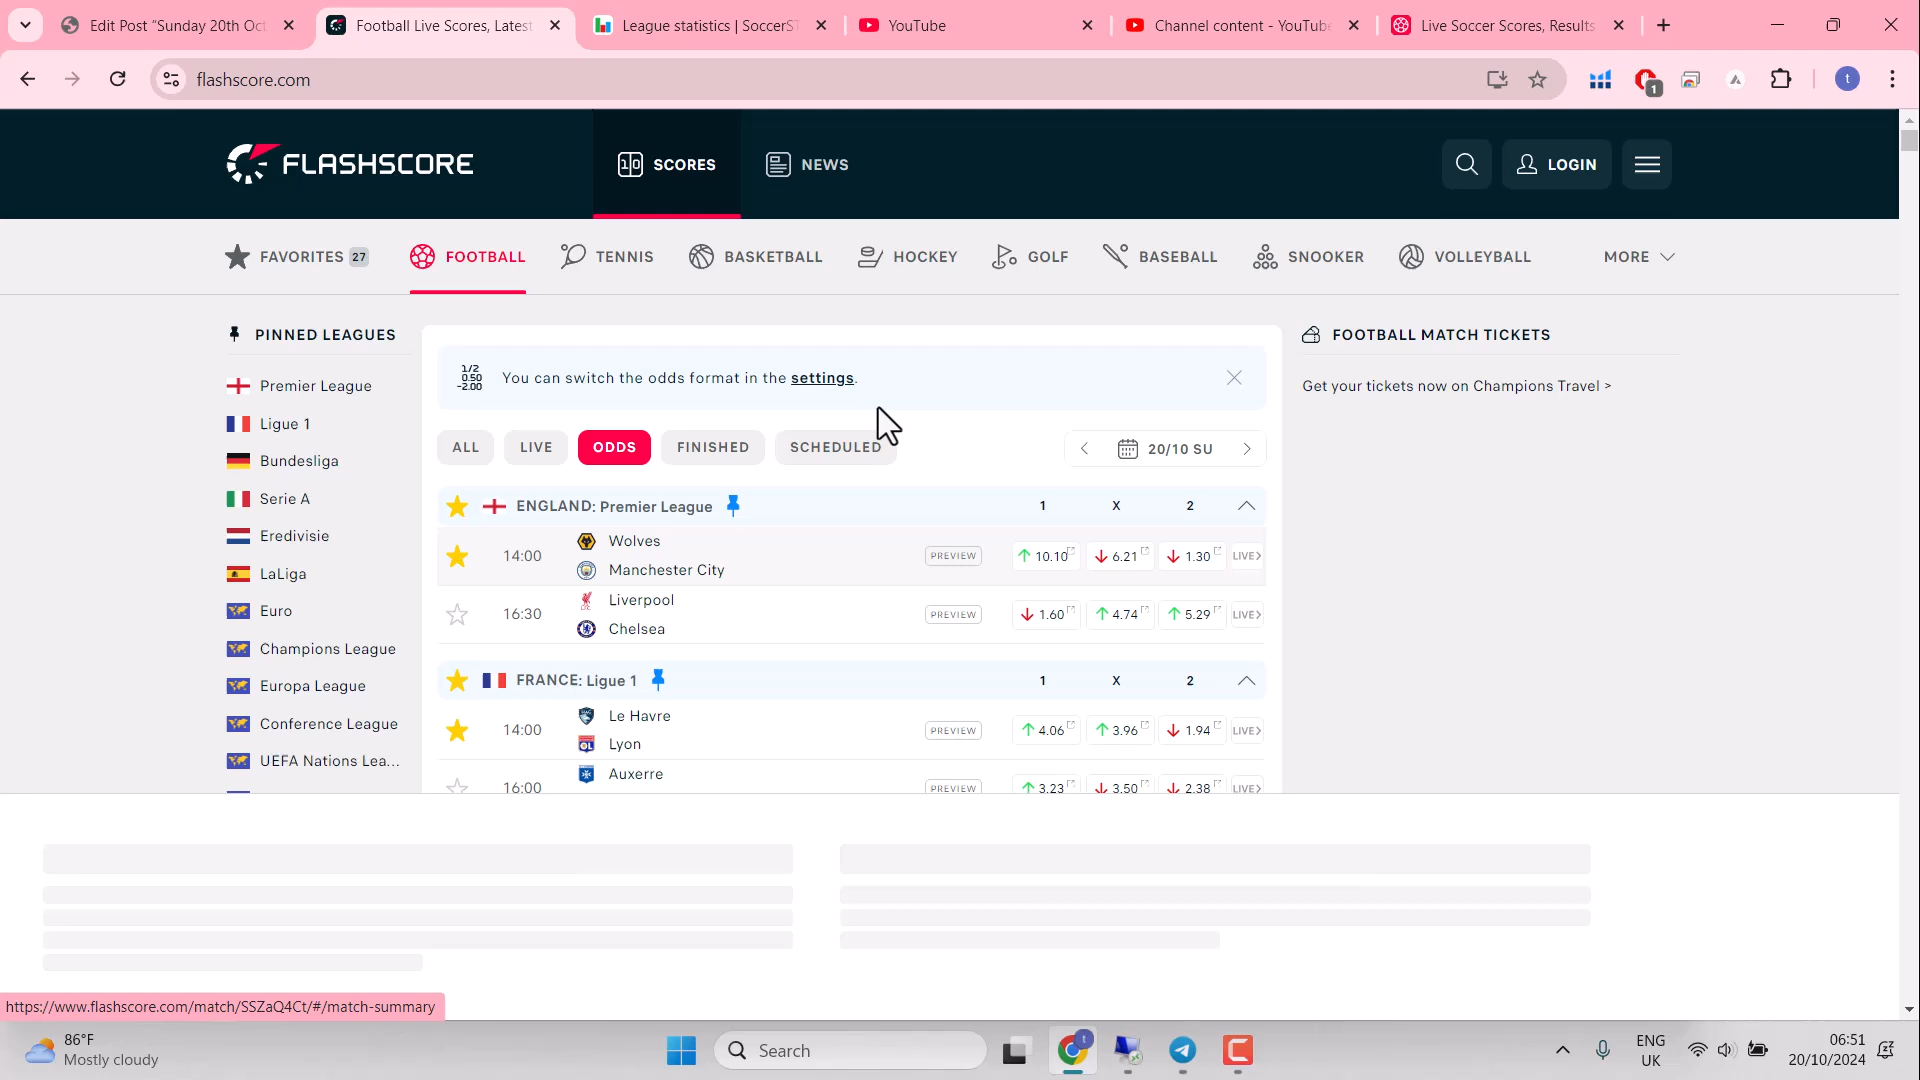 Edit Post "Sunday 20th Oct
Football Live Scores, Latest
League statistics | SoccerST
YouTube
Channel content - YouTube
Live Soccer Scores, Results
flashscore.com
1
t
FLASHSCORE
SCORES
NEWS
LOGIN
FAVORITES 27
FOOTBALL
TENNIS
BASKETBALL
HOCKEY
GOLF
BASEBALL
SNOOKER
VOLLEYBALL
MORE
PINNED LEAGUES
Premier League
Ligue 1
Bundesliga
Serie A
Eredivisie
LaLiga
Euro
Champions League
Europa League
Conference League
UEFA Nations Lea...
1/2
0.50
-2.00
You can switch the odds format in the settings.
ALL
LIVE
ODDS
FINISHED
SCHEDULED
20/10 SU
ENGLAND: Premier League
1 X 2
14:00
Wolves
Manchester City
PREVIEW
10.10 6.21 1.30 LIVE>
16:30
Liverpool
Chelsea
PREVIEW
1.60 4.74 5.29 LIVE>
FRANCE: Ligue 1
1 X 2
14:00
Le Havre
Lyon
PREVIEW
4.06 3.96 1.94 LIVE>
16:00
Auxerre
PREVIEW
3.23 3.50 2.38 LIVE>
FOOTBALL MATCH TICKETS
Get your tickets now on Champions Travel >
https://www.flashscore.com/match/SSZaQ4Ct/#/match-summary
86°F
Mostly cloudy
Search
ENG
UK
06:51
20/10/2024